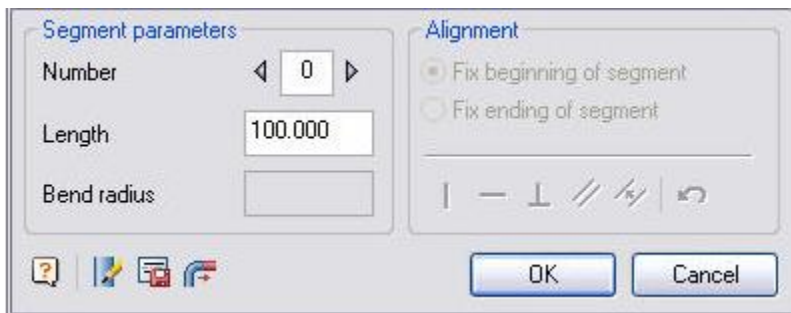 Segment parameters
Number 0
Length 100.000
Bend radius
Alignment
Fix beginning of segment
Fix ending of segment
OK Cancel